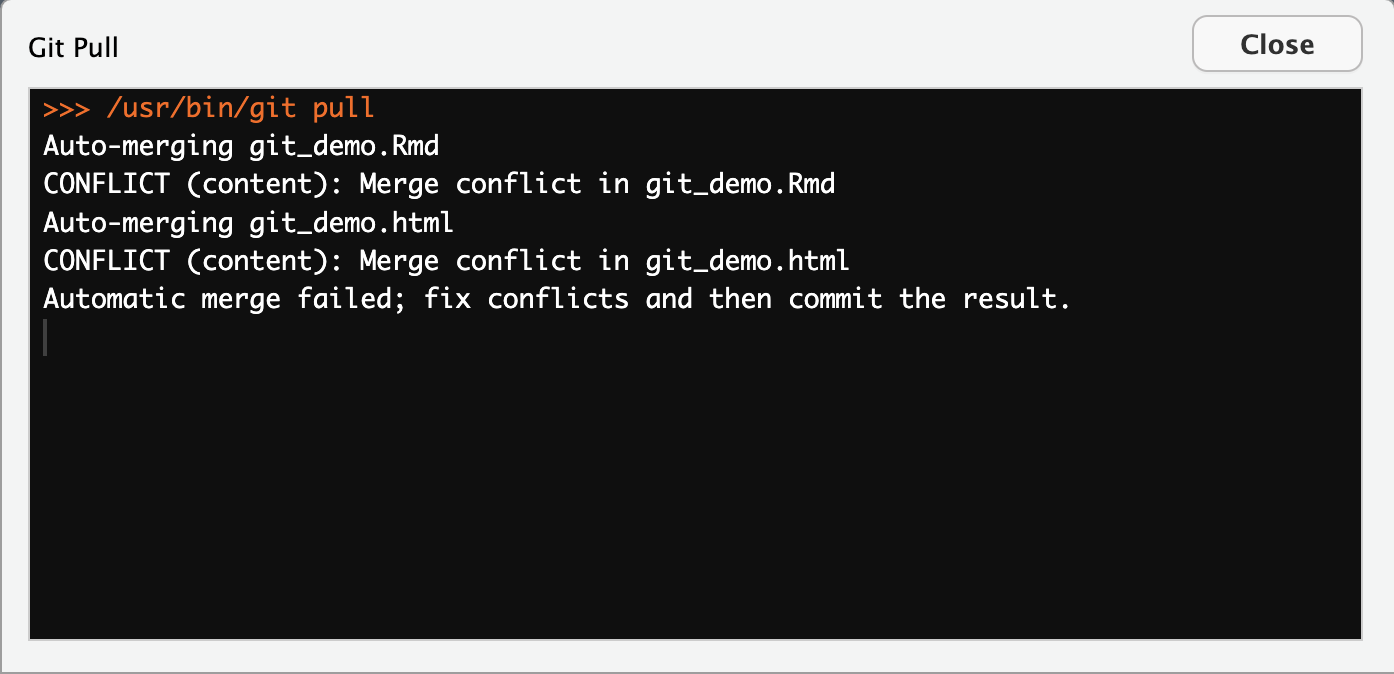 Git Pull
Close
>>> /usr/bin/git pull
Auto-merging git_demo.Rmd
CONFLICT (content): Merge conflict in git_demo.Rmd
Auto-merging git_demo.html
CONFLICT (content): Merge conflict in git_demo.html
Automatic merge failed; fix conflicts and then commit the result.